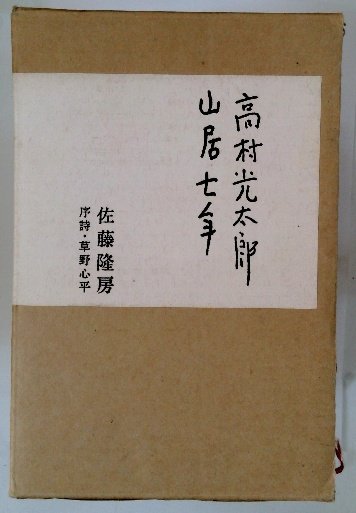 高村光太郎
山居七年
佐藤隆房
序詩・草野心平